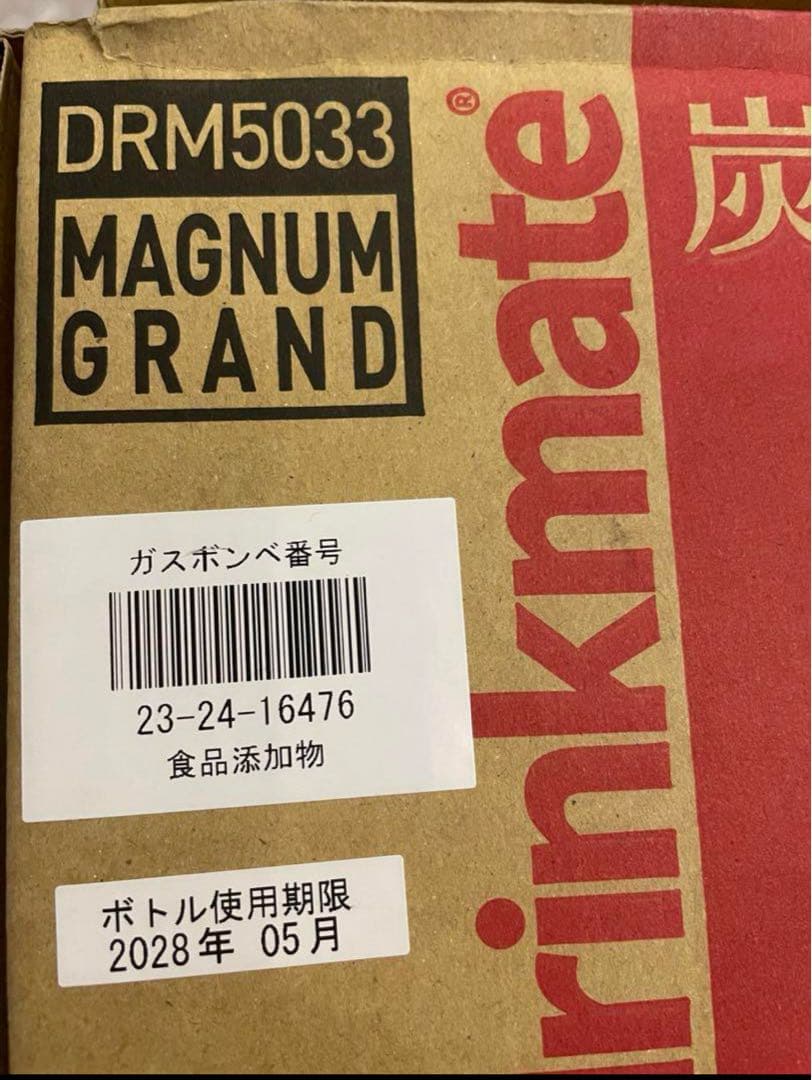 DRM5033
MAGNUM
GRAND
ガスボンベ番号
23-24-16476
食品添加物
ボトル使用期限
2028年 05月
rinkmate®
炭